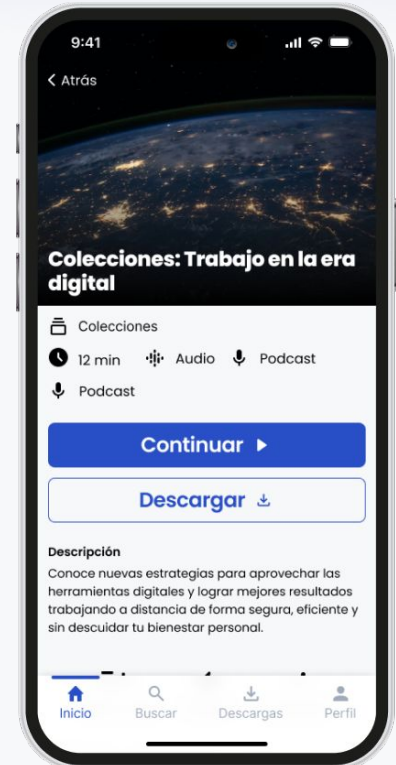 9:41
Atrás
Colecciones: Trabajo en la era
digital
Colecciones
12 min Audio Podcast
Podcast
Continuar
Descargar
Descripción
Conoce nuevas estrategias para aprovechar las
herramientas digitales y lograr mejores resultados
trabajando a distancia de forma segura, eficiente y
sin descuidar tu bienestar personal.
Inicio Buscar Descargas Perfil